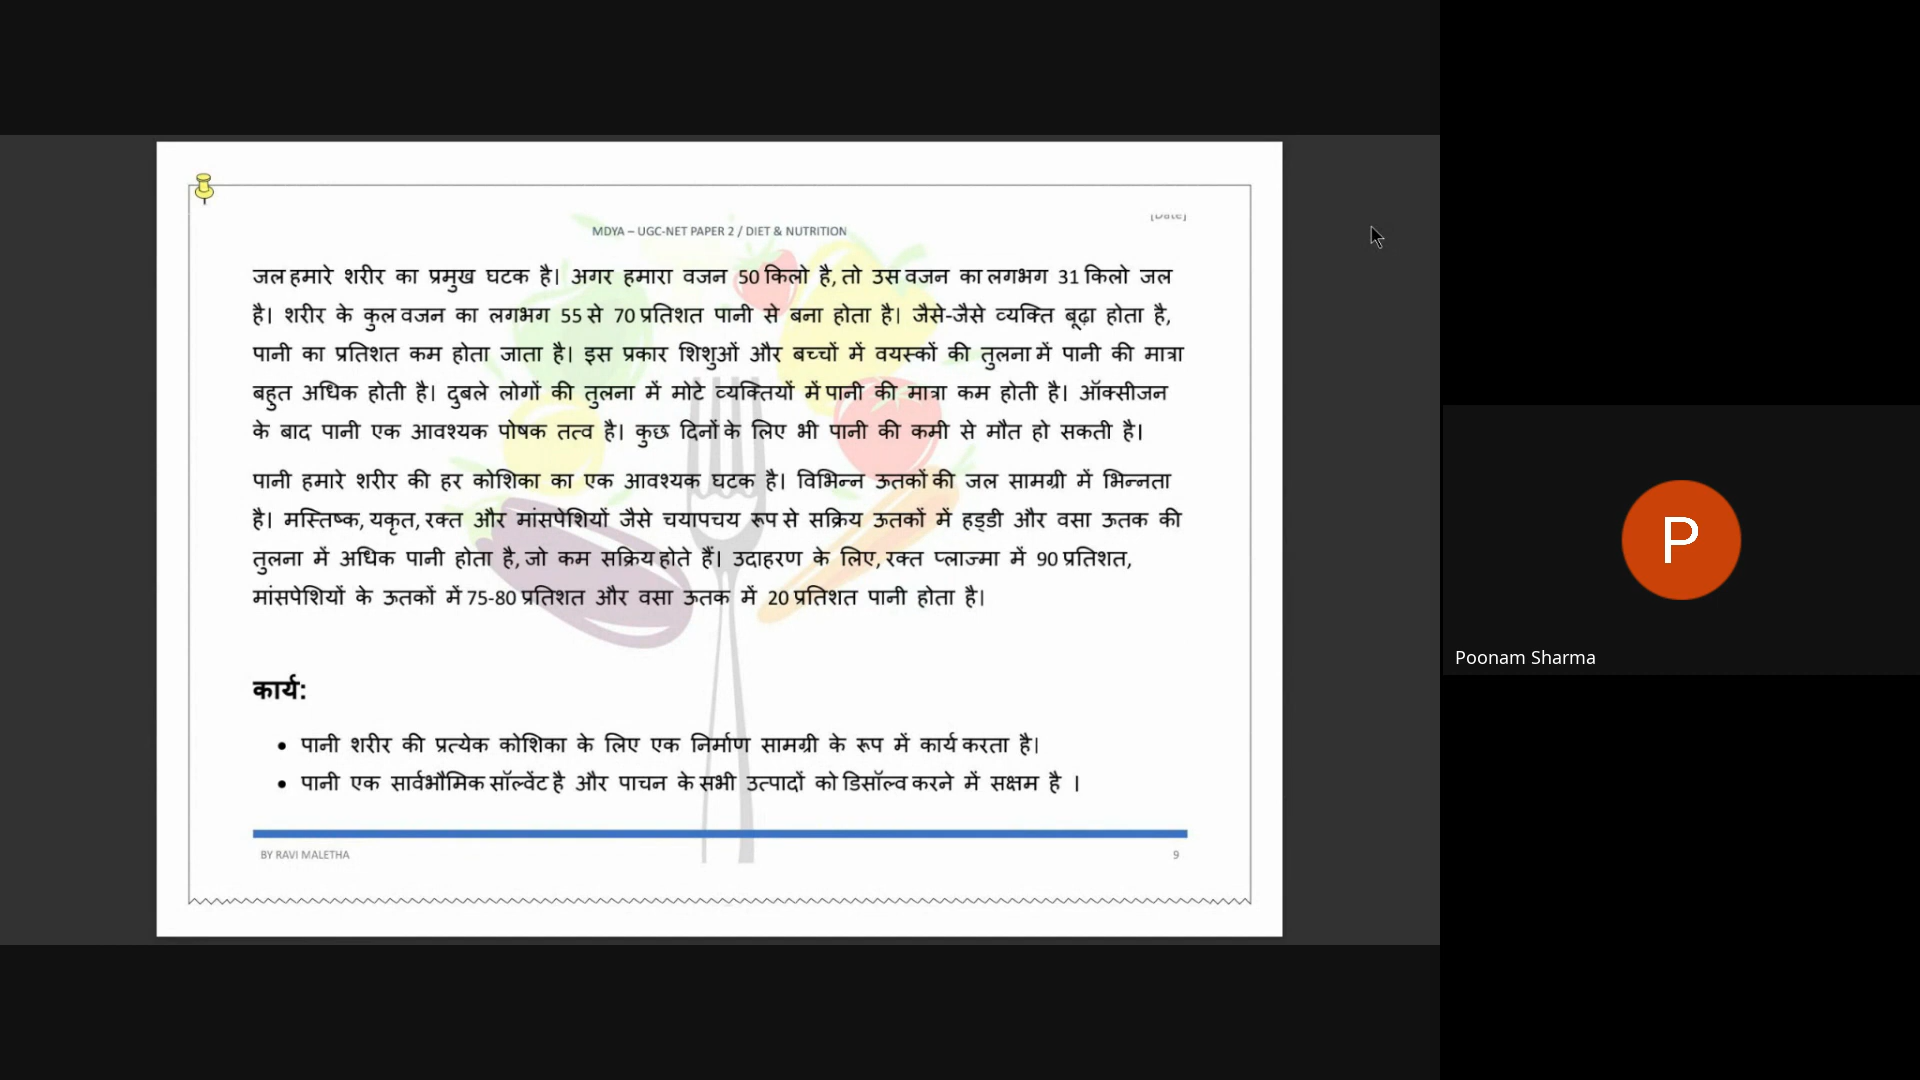 [Date]
MDYA – UGC-NET PAPER 2 / DIET & NUTRITION
जल हमारे शरीर का प्रमुख घटक है। अगर हमारा वजन 50 किलो है, तो उस वजन का लगभग 31 किलो जल
है। शरीर के कुल वजन का लगभग 55 से 70 प्रतिशत पानी से बना होता है। जैसे-जैसे व्यक्ति बूढ़ा होता है,
पानी का प्रतिशत कम होता जाता है। इस प्रकार शिशुओं और बच्चों में वयस्कों की तुलना में पानी की मात्रा
बहुत अधिक होती है। दुबले लोगों की तुलना में मोटे व्यक्तियों में पानी की मात्रा कम होती है। ऑक्सीजन
के बाद पानी एक आवश्यक पोषक तत्व है। कुछ दिनों के लिए भी पानी की कमी से मौत हो सकती है।
पानी हमारे शरीर की हर कोशिका का एक आवश्यक घटक है। विभिन्न ऊतकों की जल सामग्री में भिन्नता
है। मस्तिष्क, यकृत, रक्त और मांसपेशियों जैसे चयापचय रूप से सक्रिय ऊतकों में हड्डी और वसा ऊतक की
तुलना में अधिक पानी होता है, जो कम सक्रिय होते हैं। उदाहरण के लिए, रक्त प्लाज्मा में 90 प्रतिशत,
मांसपेशियों के ऊतकों में 75-80 प्रतिशत और वसा ऊतक में 20 प्रतिशत पानी होता है।
कार्य:
• पानी शरीर की प्रत्येक कोशिका के लिए एक निर्माण सामग्री के रूप में कार्य करता है।
• पानी एक सार्वभौमिक सॉल्वेंट है और पाचन के सभी उत्पादों को डिसॉल्व करने में सक्षम है ।
BY RAVI MALETHA 9
P
Poonam Sharma